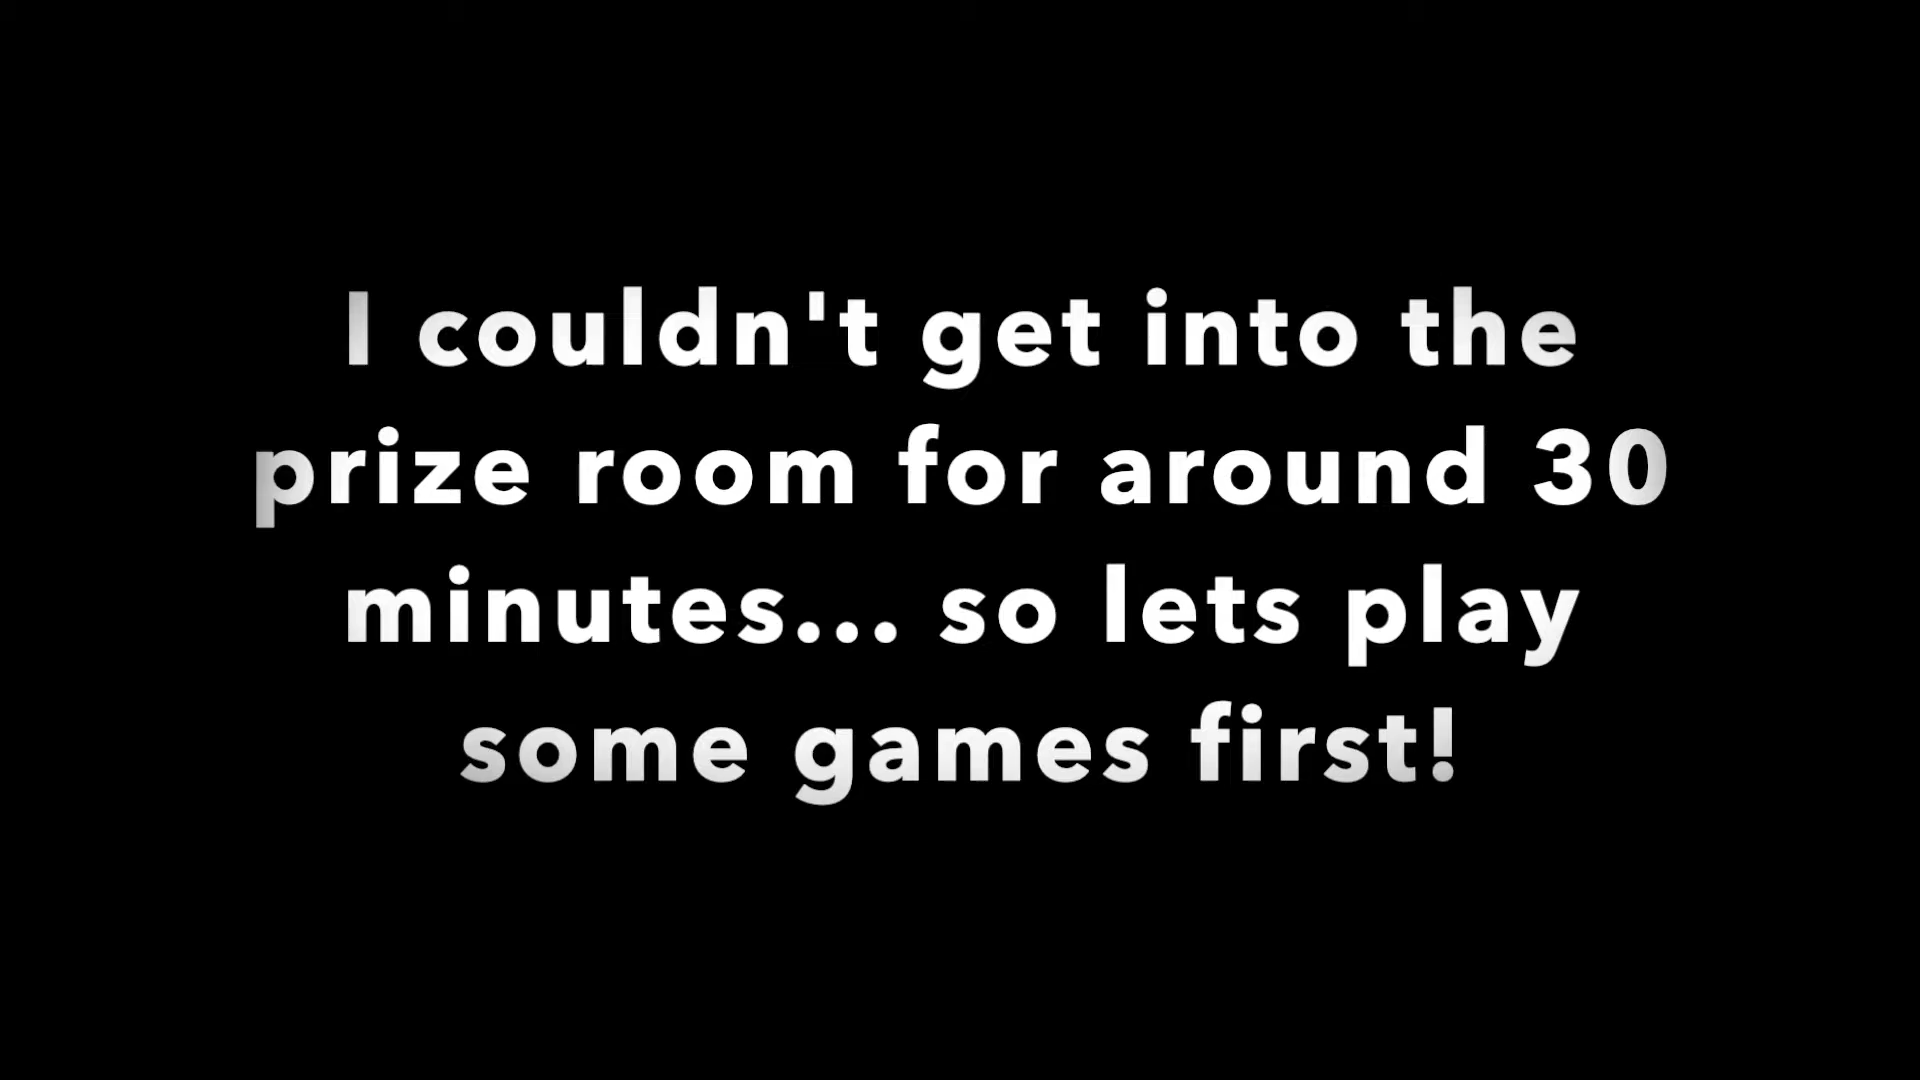 I couldn't get into the
prize room for around 30
minutes... so lets play
some games first!